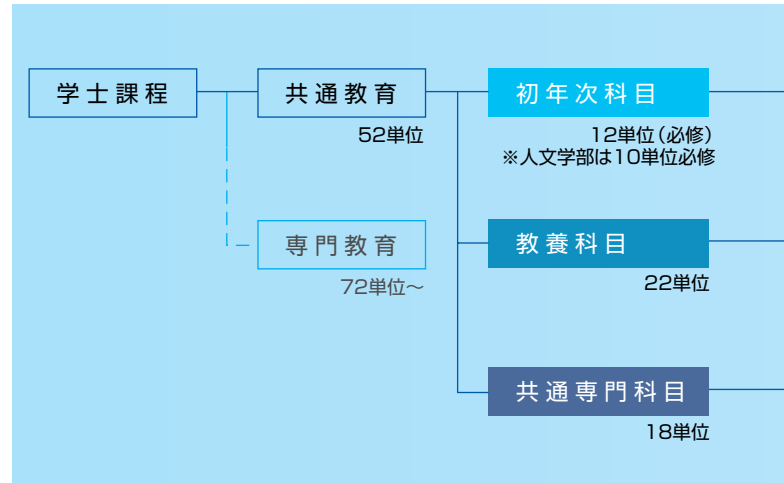 学士課程
共通教育
52単位
初年次科目
12単位（必修）
※人文学部は10単位必修
専門教育
72単位～
教養科目
22単位
共通専門科目
18単位